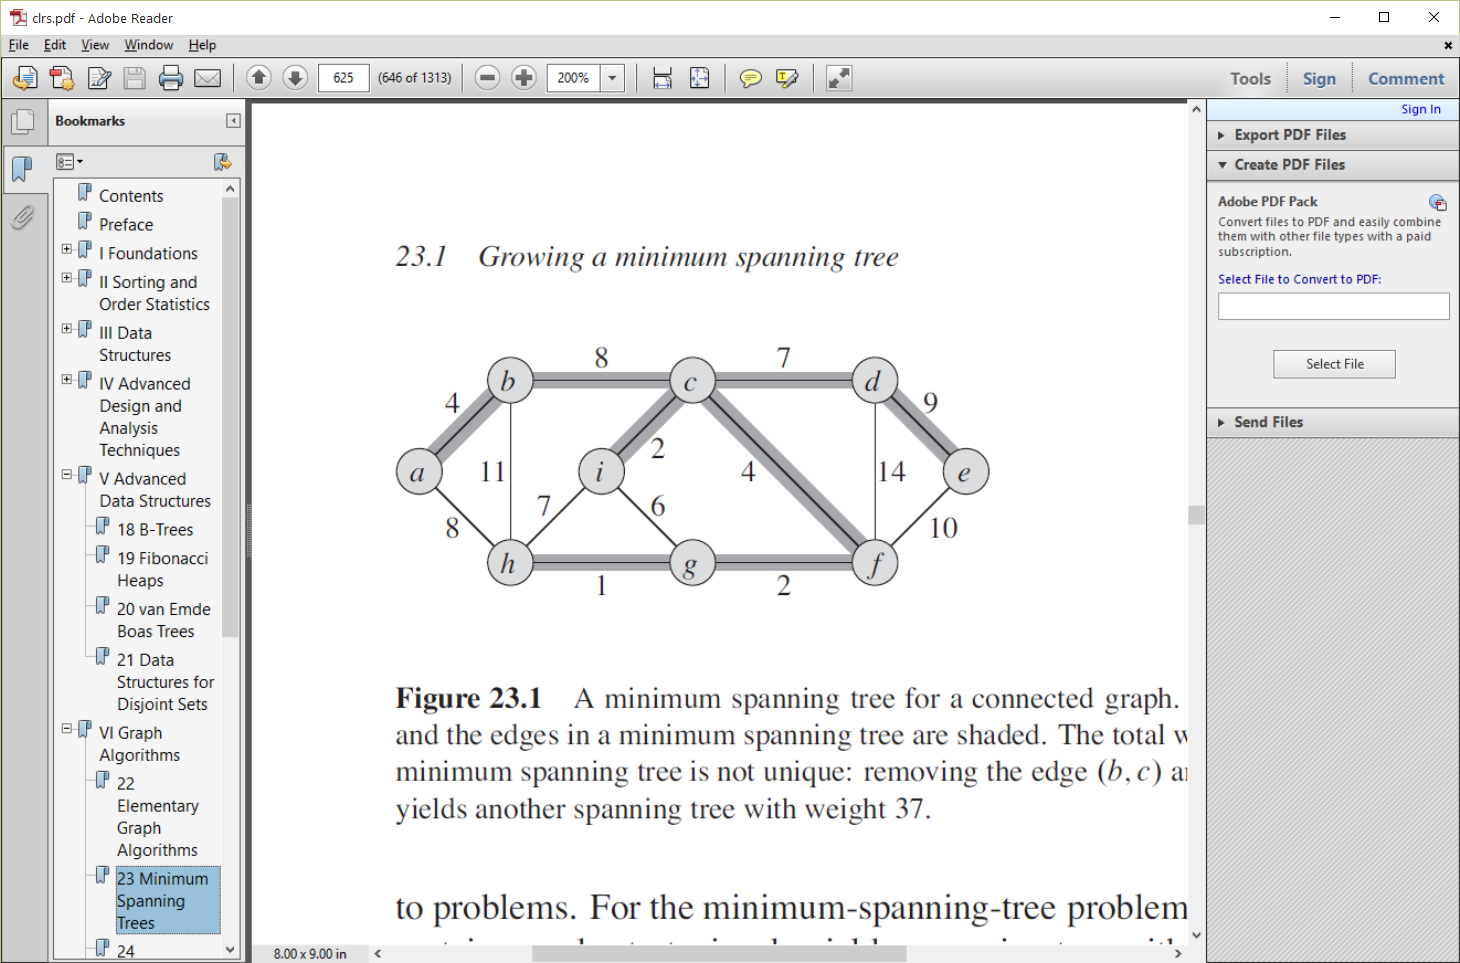 clrs.pdf - Adobe Reader
File Edit View Window Help
625 (646 of 1313) 200% Tools Sign Comment
Sign In
Bookmarks
Contents
Preface
I Foundations
II Sorting and
Order Statistics
III Data
Structures
IV Advanced
Design and
Analysis
Techniques
V Advanced
Data Structures
18 B-Trees
19 Fibonacci
Heaps
20 van Emde
Boas Trees
21 Data
Structures for
Disjoint Sets
VI Graph
Algorithms
22
Elementary
Graph
Algorithms
23 Minimum
Spanning
Trees
24
23.1 Growing a minimum spanning tree
8 7
b c d
4 9
2
a 11 i 4 14 e
7 6
8 10
h g f
1 2
Figure 23.1 A minimum spanning tree for a connected graph.
and the edges in a minimum spanning tree are shaded. The total
minimum spanning tree is not unique: removing the edge (b, c)
yields another spanning tree with weight 37.
to problems. For the minimum-spanning-tree problem
8.00 x 9.00 in
Export PDF Files
Create PDF Files
Adobe PDF Pack
Convert files to PDF and easily combine
them with other file types with a paid
subscription.
Select File to Convert to PDF:
Select File
Send Files